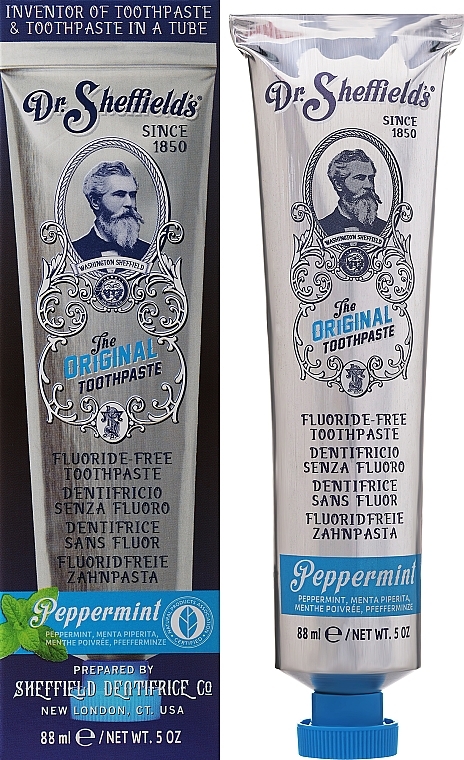 INVENTOR OF TOOTHPASTE
& TOOTHPASTE IN A TUBE
Dr. Sheffield's
SINCE
1850
WASHINGTON SHEFFIELD
The
ORIGINAL
TOOTHPASTE
FLUORIDE-FREE
TOOTHPASTE
DENTIFRICIO
SENZA FLUORO
DENTIFRICE
SANS FLUOR
FLUORIDFREIE
ZAHNPASTA
Peppermint
PEPPERMINT, MENTA PIPERITA,
MENTHE POIVRÉE, PFEFFERMINZE
NATURAL PRODUCTS ASSOCIATION
CERTIFIED
PREPARED BY
SHEFFIELD DENTIFRICE CO
NEW LONDON, CT. USA
88 ml ℮ / NET WT. 5 OZ
Dr. Sheffield's
SINCE
1850
WASHINGTON SHEFFIELD
The
ORIGINAL
TOOTHPASTE
FLUORIDE-FREE
TOOTHPASTE
DENTIFRICIO
SENZA FLUORO
DENTIFRICE
SANS FLUOR
FLUORIDFREIE
ZAHNPASTA
Peppermint
PEPPERMINT, MENTA PIPERITA,
MENTHE POIVRÉE, PFEFFERMINZE
88 ml ℮ / NET WT. 5 OZ